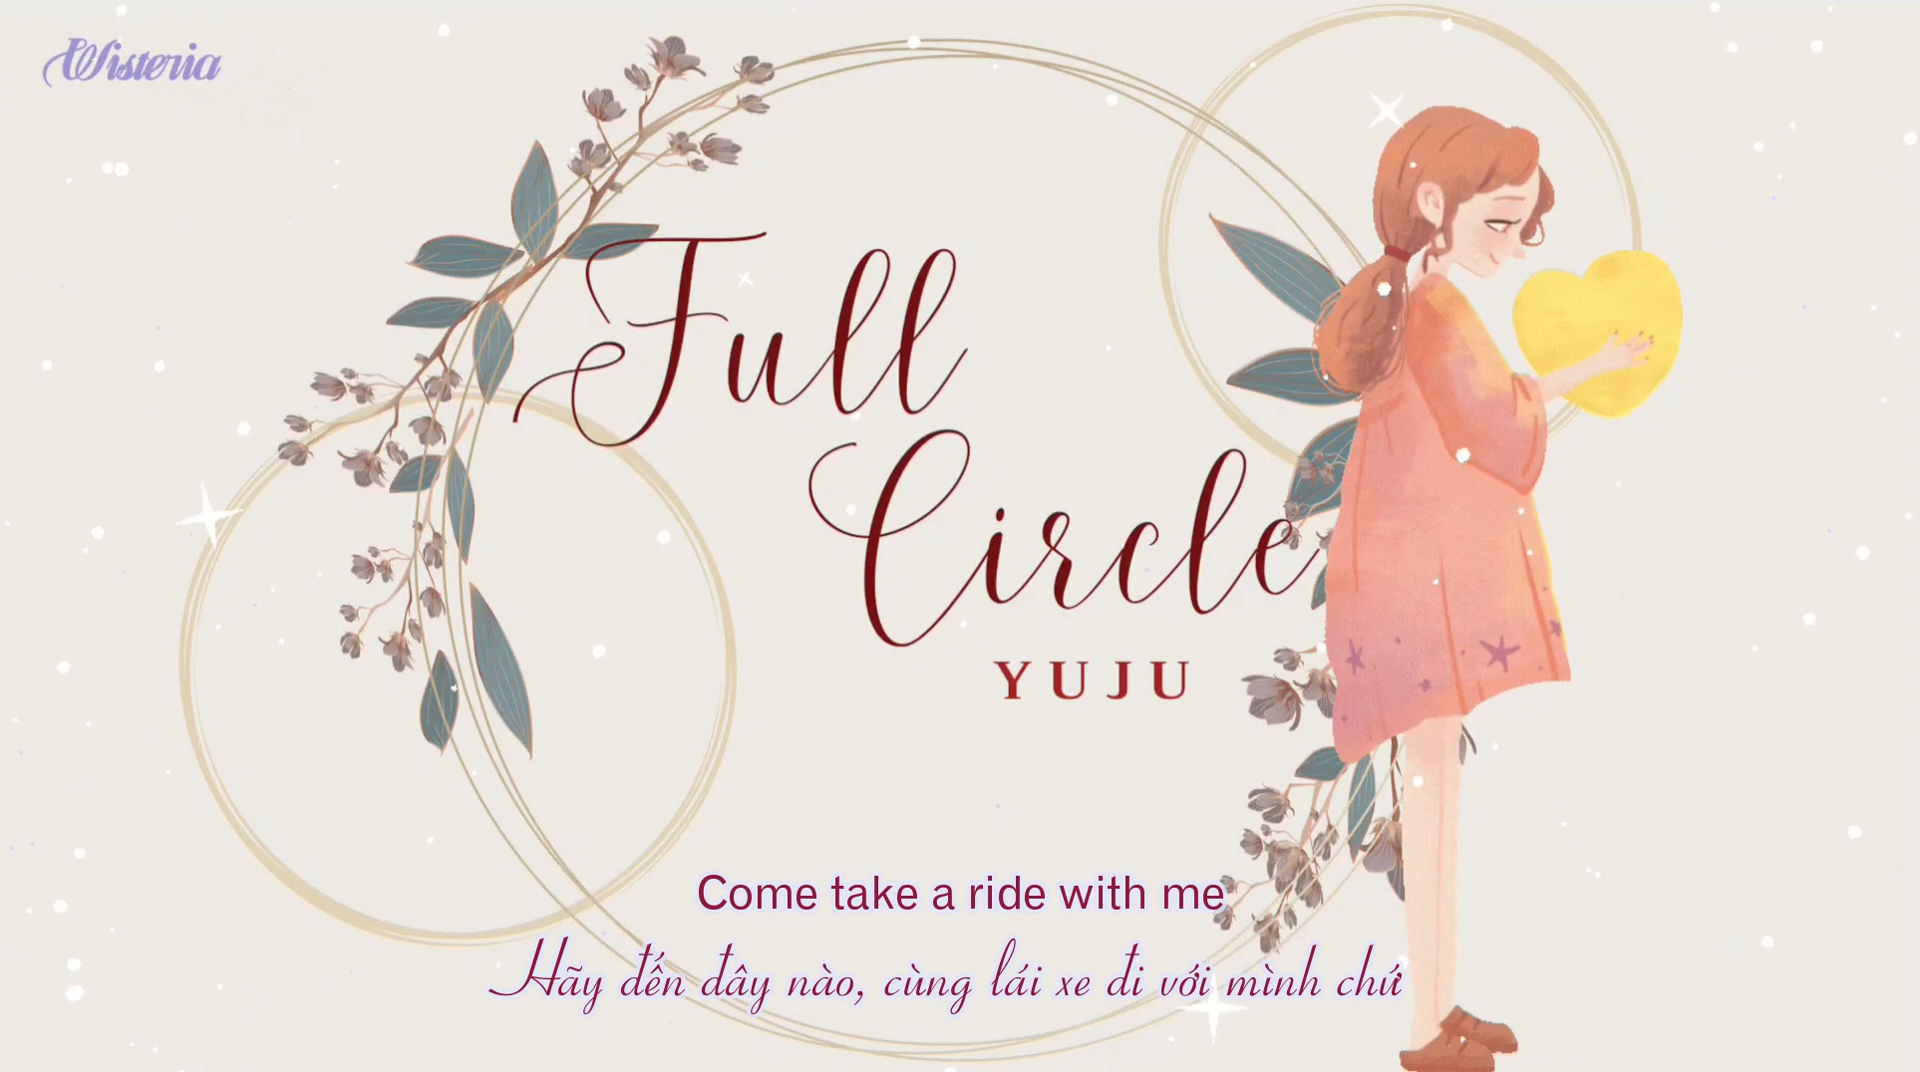 Wisteria
Full
Circle
YUJU
Come take a ride with me
Hãy đến đây nào, cùng lái xe đi với mình chứ